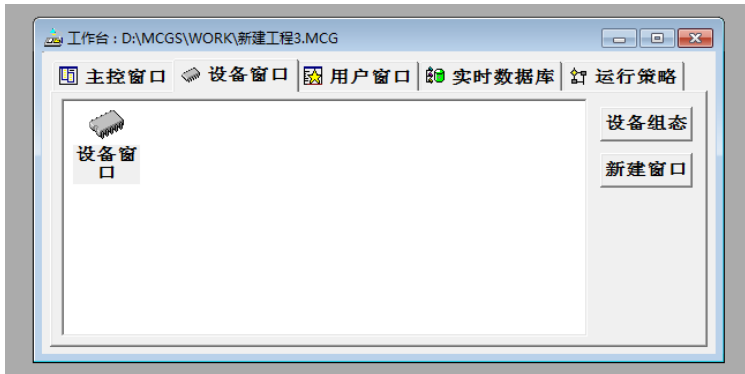 工作台 : D:\MCGS\WORK\新建工程3.MCG
主控窗口 设备窗口 用户窗口 实时数据库 运行策略
设备组态
设备窗
口
新建窗口